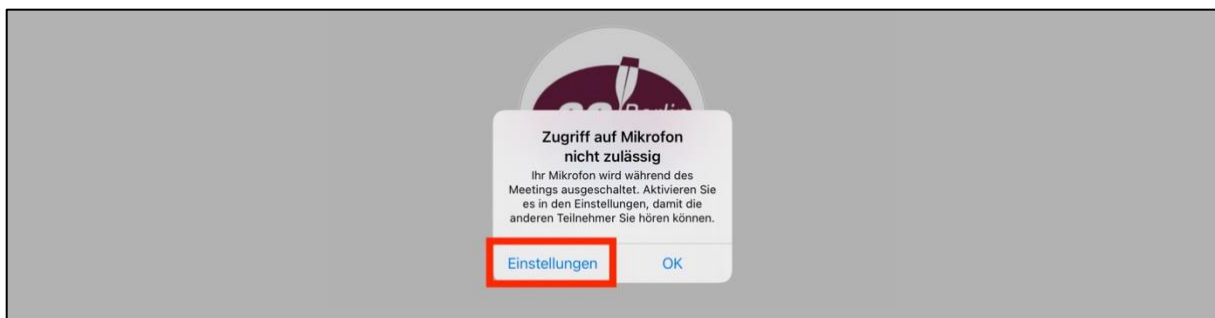 Zugriff auf Mikrofon
nicht zulässig
Ihr Mikrofon wird während des
Meetings ausgeschaltet. Aktivieren Sie
es in den Einstellungen, damit die
anderen Teilnehmer Sie hören können.
Einstellungen OK